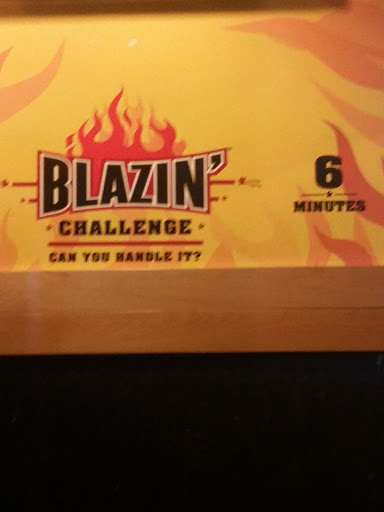 BLAZIN'
CHALLENGE
CAN YOU HANDLE IT?
6
MINUTES